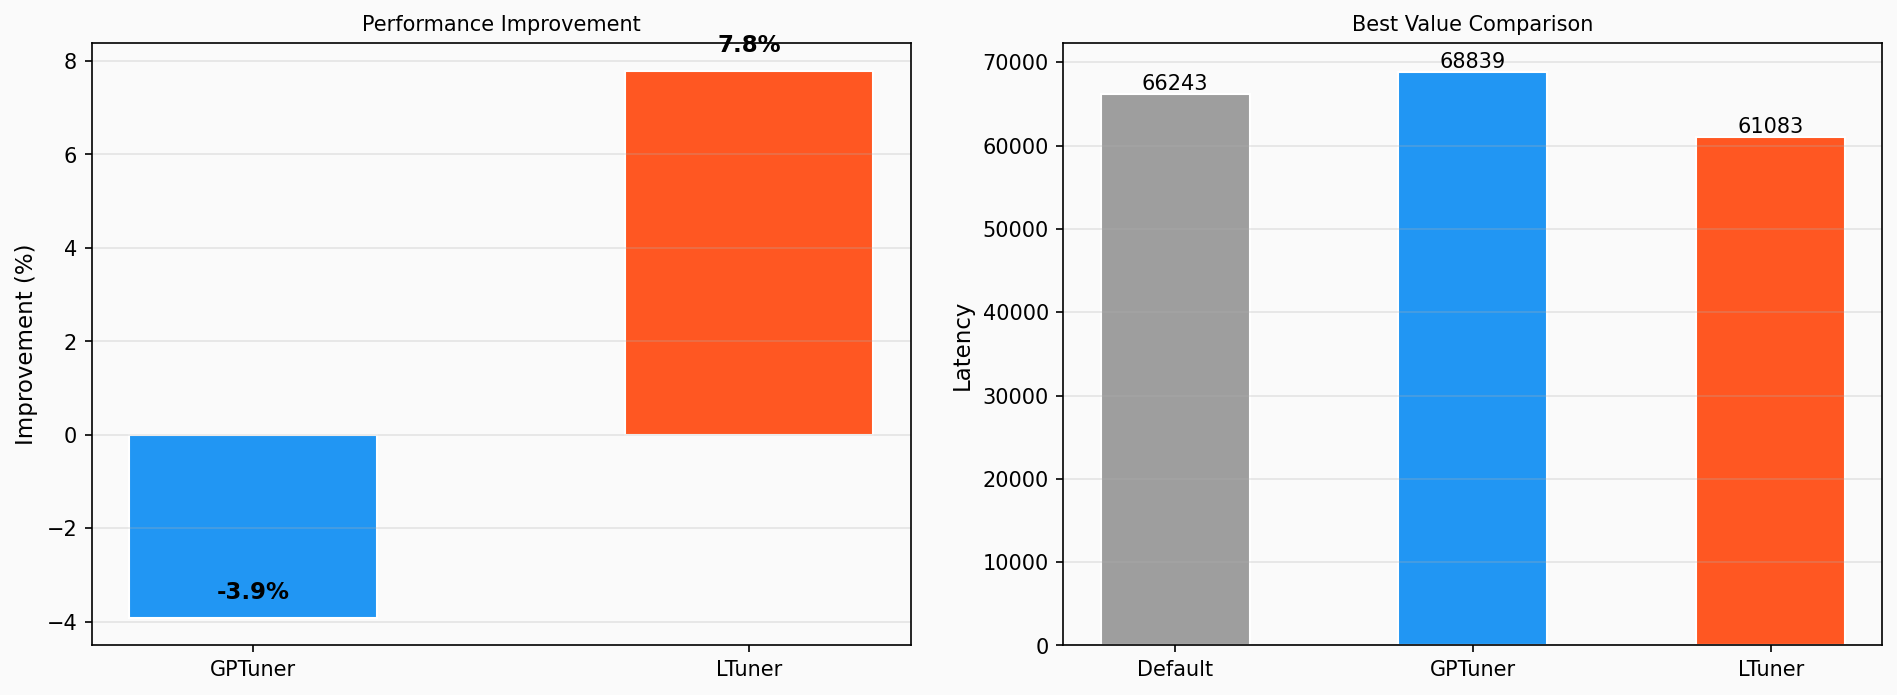 Performance Improvement
Improvement (%)
8
6
4
2
0
−2
−4
7.8%
-3.9%
GPTuner
LTuner
Best Value Comparison
Latency
70000
60000
50000
40000
30000
20000
10000
0
66243
68839
61083
Default
GPTuner
LTuner